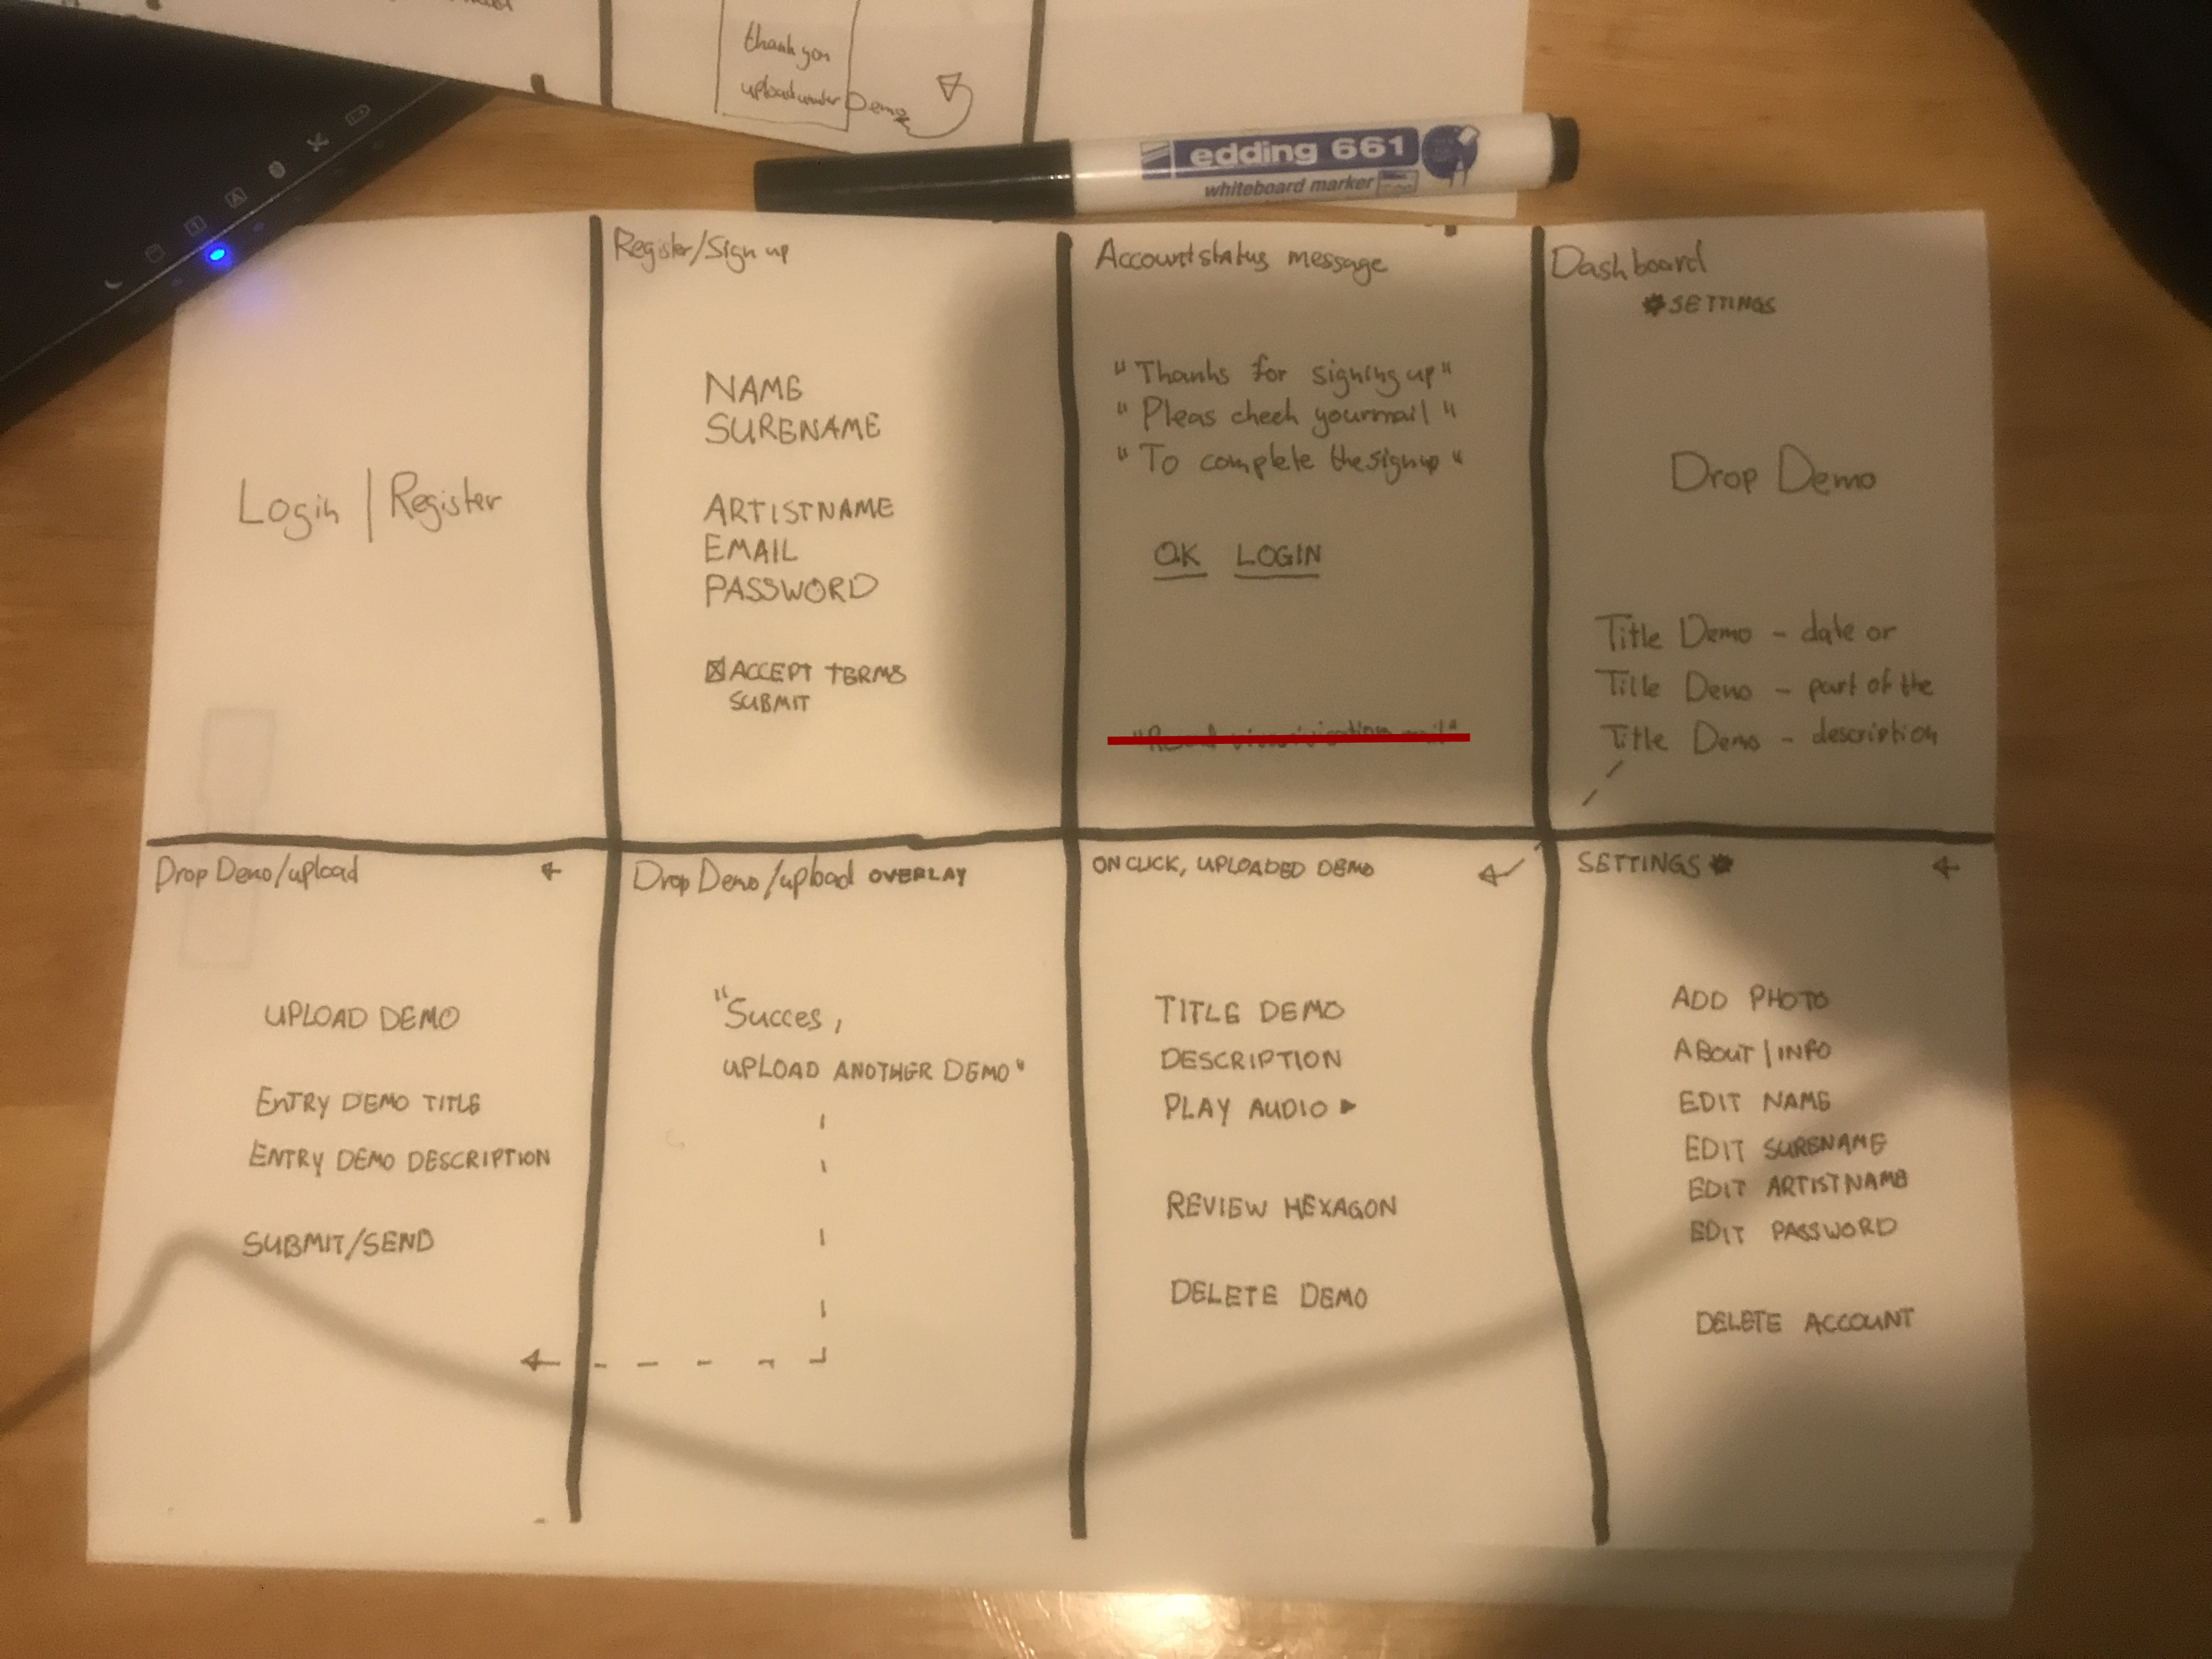 thank you
upload under Demo
edding 661
whiteboard marker
Login | Register
Register/Sign up
NAME
SURENAME
ARTISTNAME
EMAIL
PASSWORD
ACCEPT TERMS
SUBMIT
Account status message
"Thanks for signing up"
"Pleas check your mail"
"To complete the sign up"
OK LOGIN
Dashboard
SETTINGS
Drop Demo
Title Demo - date or
Title Demo - part of the
Title Demo - description
Drop Demo/upload
UPLOAD DEMO
ENTRY DEMO TITLE
ENTRY DEMO DESCRIPTION
SUBMIT/SEND
Drop Demo/upload OVERLAY
"Succes,
UPLOAD ANOTHER DEMO"
ON CLICK, UPLOADED DEMO
TITLE DEMO
DESCRIPTION
PLAY AUDIO
REVIEW HEXAGON
DELETE DEMO
SETTINGS
ADD PHOTO
ABOUT | INFO
EDIT NAME
EDIT SURENAME
EDIT ARTISTNAME
EDIT PASSWORD
DELETE ACCOUNT